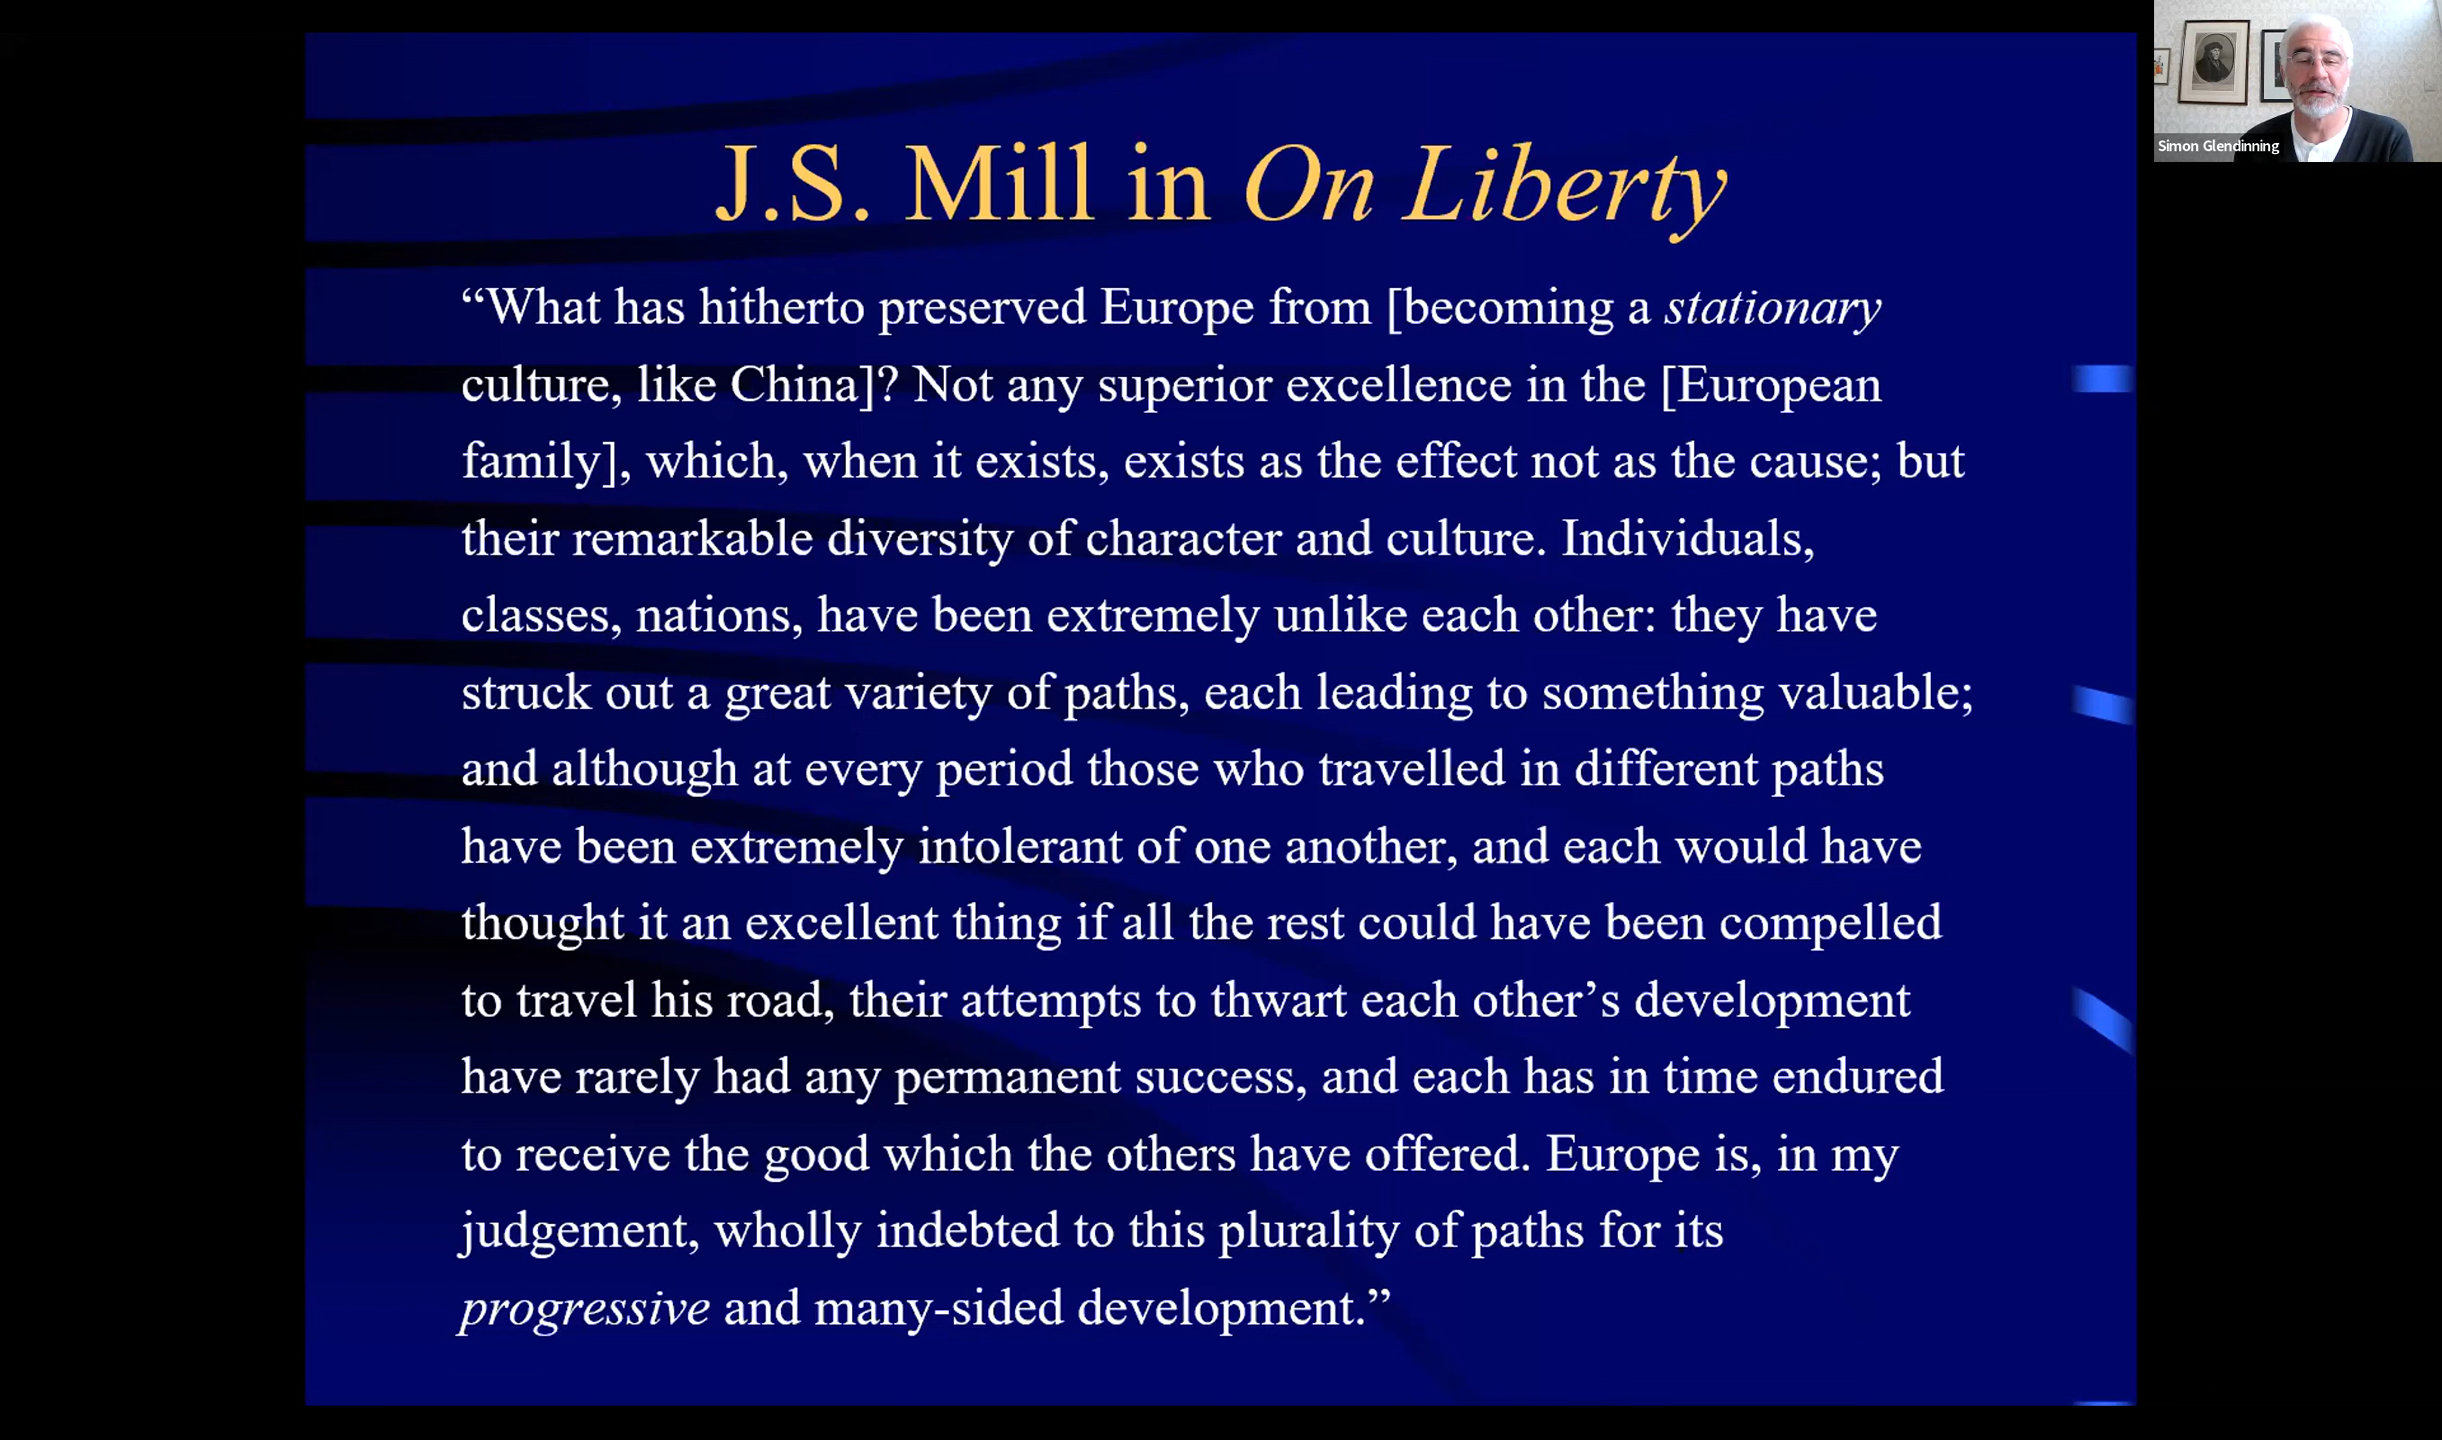 J.S. Mill in On Liberty
“What has hitherto preserved Europe from [becoming a stationary
culture, like China]? Not any superior excellence in the [European
family], which, when it exists, exists as the effect not as the cause; but
their remarkable diversity of character and culture. Individuals,
classes, nations, have been extremely unlike each other: they have
struck out a great variety of paths, each leading to something valuable;
and although at every period those who travelled in different paths
have been extremely intolerant of one another, and each would have
thought it an excellent thing if all the rest could have been compelled
to travel his road, their attempts to thwart each other’s development
have rarely had any permanent success, and each has in time endured
to receive the good which the others have offered. Europe is, in my
judgement, wholly indebted to this plurality of paths for its
progressive and many-sided development.”
Simon Glendinning